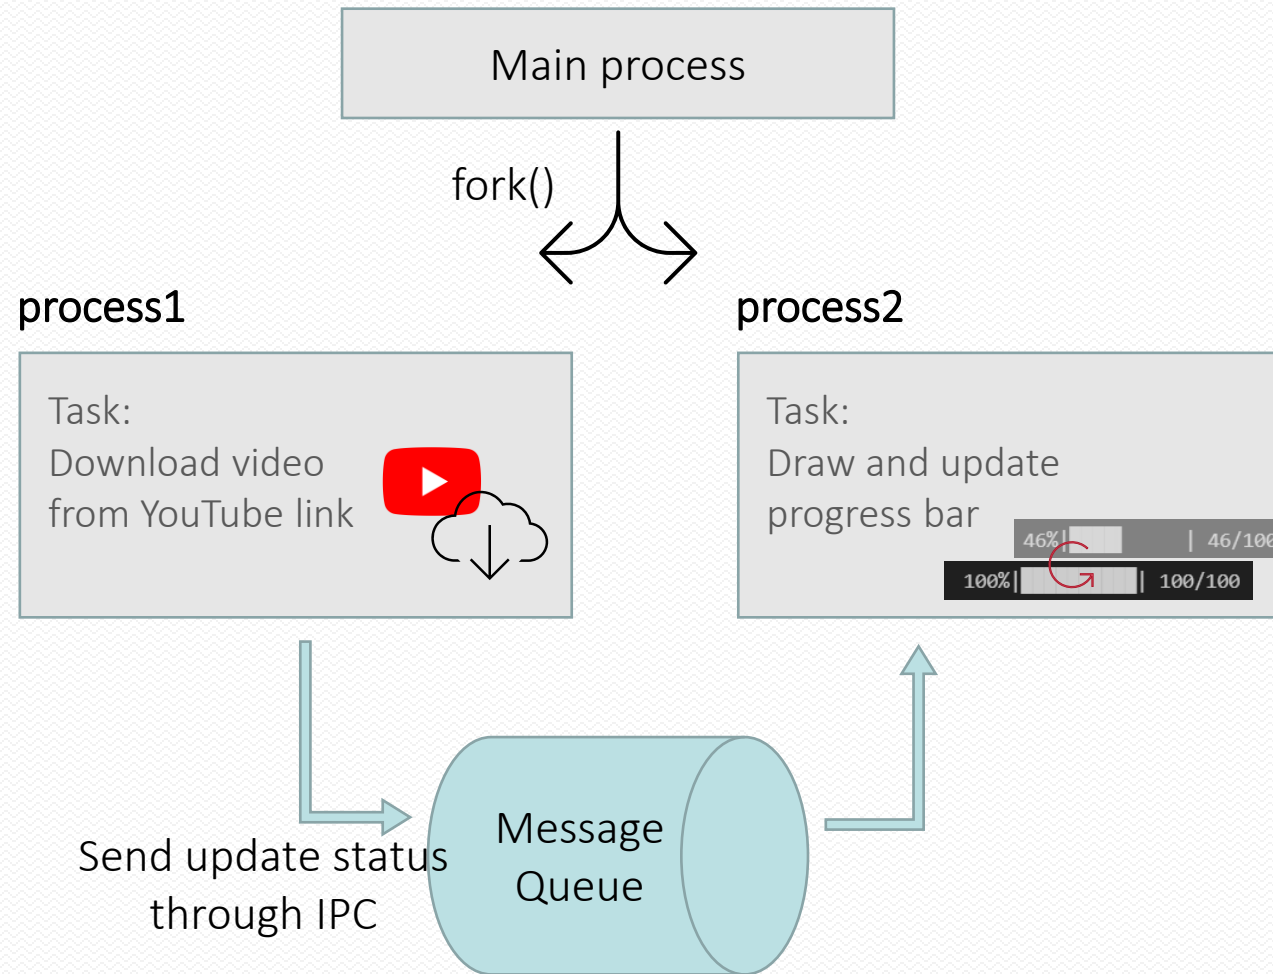 Main process
fork()
process1
Task:
Download video
from YouTube link
process2
Task:
Draw and update
progress bar
46%| | 46/100
100%| | 100/100
Send update status
through IPC
Message
Queue